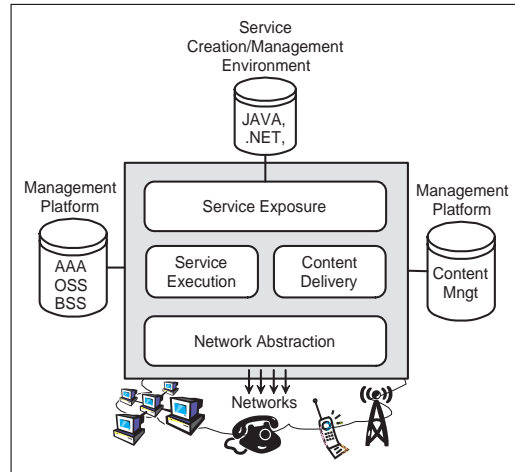 Service
Creation/Management
Environment
JAVA,
.NET,
Management
Platform
AAA
OSS
BSS
Service Exposure
Service
Execution
Content
Delivery
Network Abstraction
Management
Platform
Content
Mngt
Networks